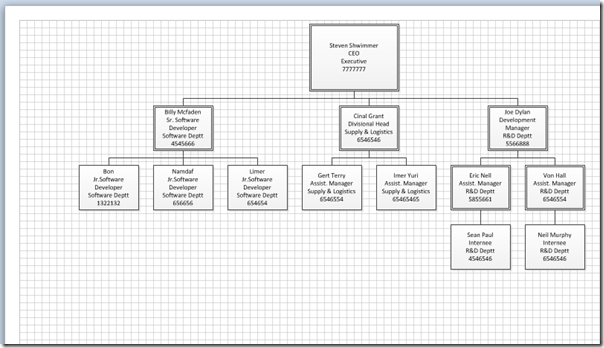 Steven Shwimmer
CEO
Executive
7777777
Billy Mcfaden
Sr. Software
Developer
Software Deptt
4545666
Cinal Grant
Divisional Head
Supply & Logistics
6546546
Joe Dylan
Development
Manager
R&D Deptt
5566888
Bon
Jr.Software
Developer
Software Deptt
1322132
Namdaf
Jr.Software
Developer
Software Deptt
656656
Limer
Jr.Software
Developer
Software Deptt
654654
Gert Terry
Assist. Manager
Supply & Logistics
6546554
Imer Yuri
Assist. Manager
Supply & Logistics
65465465
Eric Nell
Assist. Manager
R&D Deptt
5855661
Von Hall
Assist. Manager
R&D Deptt
6546554
Sean Paul
Internee
R&D Deptt
4546546
Neil Murphy
Internee
R&D Deptt
6546546